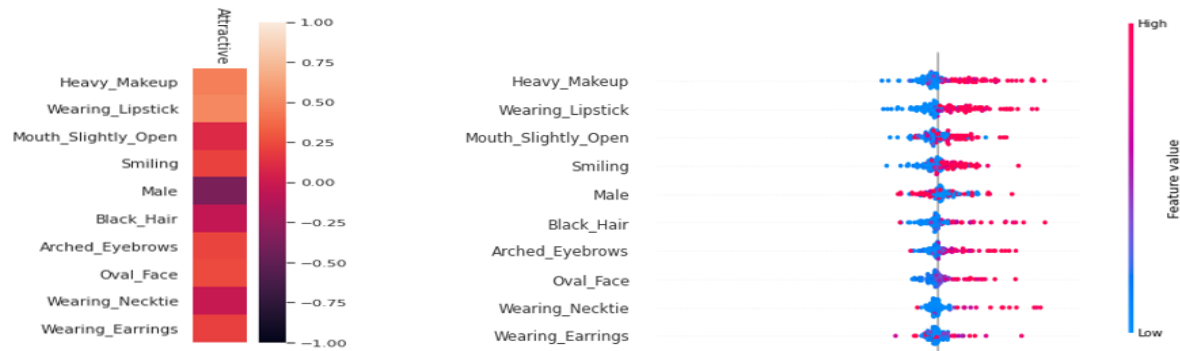 Attractive
Heavy_Makeup
Wearing_Lipstick
Mouth_Slightly_Open
Smiling
Male
Black_Hair
Arched_Eyebrows
Oval_Face
Wearing_Necktie
Wearing_Earrings
1.00
0.75
0.50
0.25
0.00
−0.25
−0.50
−0.75
−1.00
Heavy_Makeup
Wearing_Lipstick
Mouth_Slightly_Open
Smiling
Male
Black_Hair
Arched_Eyebrows
Oval_Face
Wearing_Necktie
Wearing_Earrings
High
Feature value
Low